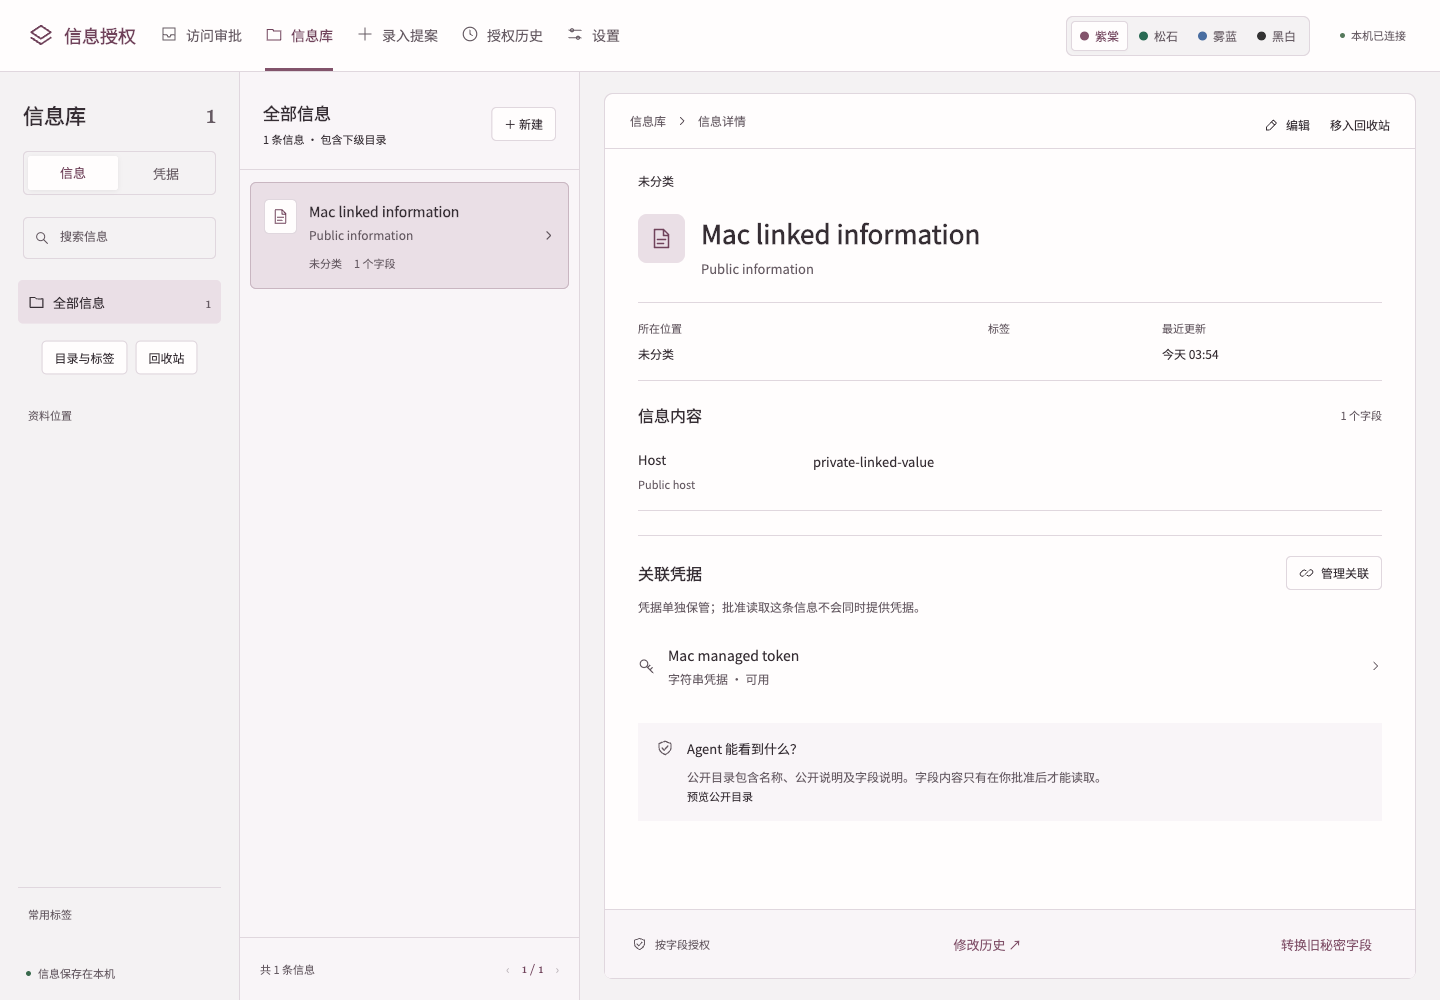 信息授权
访问审批
信息库
录入提案
授权历史
设置
紫棠
松石
雾蓝
黑白
本机已连接
信息库
1
信息
凭据
搜索信息
全部信息
1
目录与标签
回收站
资料位置
常用标签
信息保存在本机
全部信息
1 条信息 · 包含下级目录
+ 新建
Mac linked information
Public information
未分类 1 个字段
共 1 条信息
‹ 1 / 1 ›
信息库 > 信息详情
编辑
移入回收站
未分类
Mac linked information
Public information
所在位置
未分类
标签
最近更新
今天 03:54
信息内容
1 个字段
Host
Public host
private-linked-value
关联凭据
管理关联
凭据单独保管；批准读取这条信息不会同时提供凭据。
Mac managed token
字符串凭据 · 可用
Agent 能看到什么？
公开目录包含名称、公开说明及字段说明。字段内容只有在你批准后才能读取。
预览公开目录
按字段授权
修改历史 ↗
转换旧秘密字段